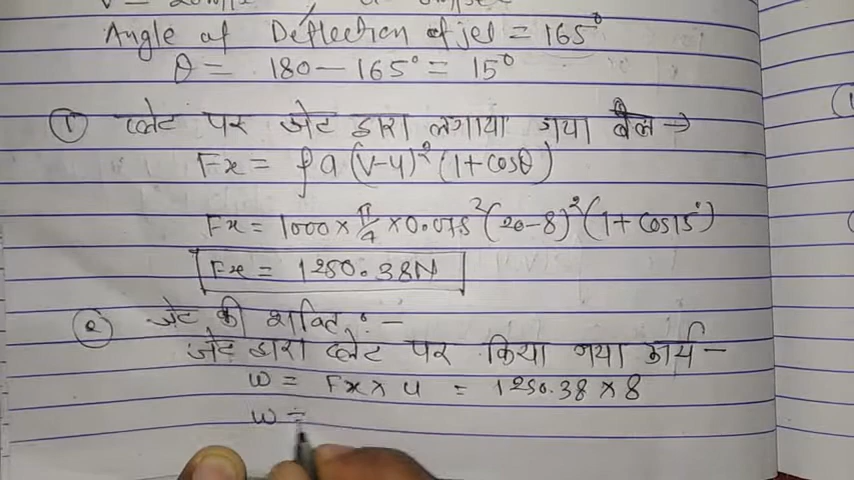 Angle of Deflection of jet = 165°
θ = 180 - 165° = 15°
① प्लेट पर जेट द्वारा लगाया गया बल →
Fx = ρa(V-u)²(1+cosθ)
Fx = 1000 × π/4 × 0.075² (20-8)² (1+cos15°)
Fx = 1250.38N
② जेट की शक्ति :-
जेट द्वारा प्लेट पर किया गया कार्य -
W = Fx × u = 1250.38 × 8
W =